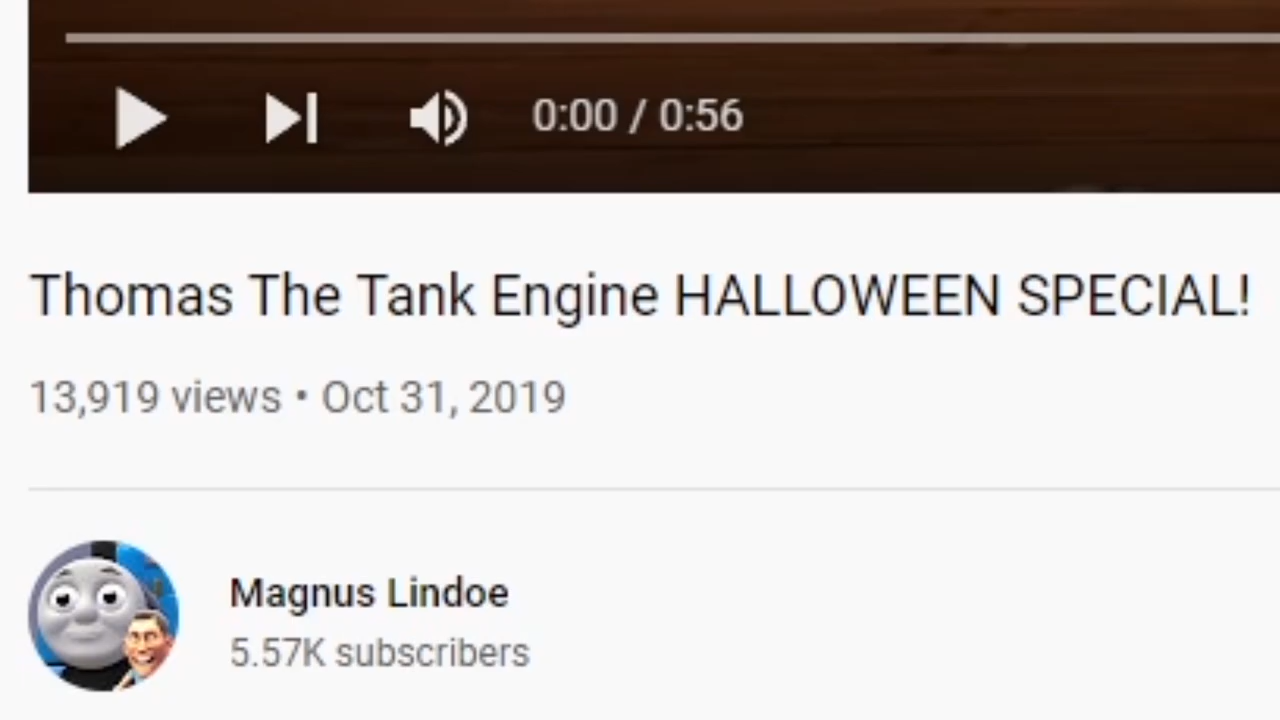 0:00 / 0:56
Thomas The Tank Engine HALLOWEEN SPECIAL!
13,919 views • Oct 31, 2019
Magnus Lindoe
5.57K subscribers